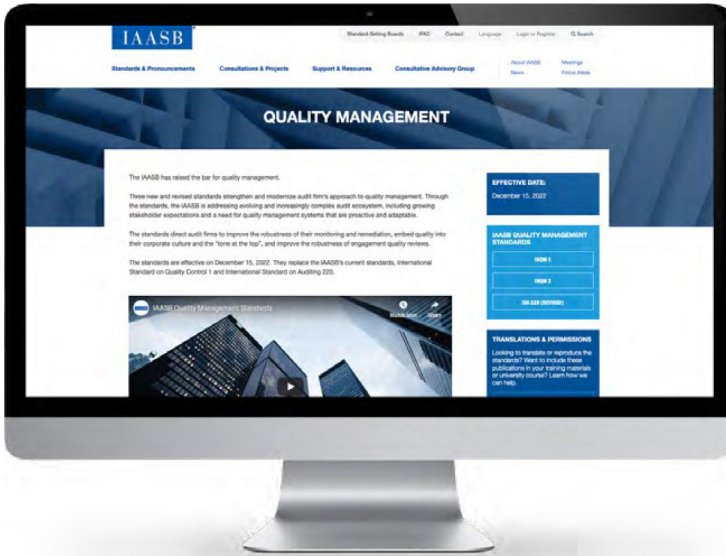 IAASB
Standard-Setting Boards IFAC Contact Language Login or Register Search
Standards & Pronouncements Consultations & Projects Support & Resources Consultative Advisory Group
About IAASB Meetings
News Focus Areas
QUALITY MANAGEMENT
The IAASB has raised the bar for quality management.
Three new and revised standards strengthen and modernize audit firm's approach to quality management. Through
the standards, the IAASB is addressing evolving and increasingly complex audit ecosystem, including growing
stakeholder expectations and a need for quality management systems that are proactive and adaptable.
The standards direct audit firms to improve the robustness of their monitoring and remediation, embed quality into
their corporate culture and the "tone at the top", and improve the robustness of engagement quality reviews.
The standards are effective on December 15, 2022. They replace the IAASB's current standards, International
Standard on Quality Control 1 and International Standard on Auditing 220.
IAASB Quality Management Standards
Watch later Share
EFFECTIVE DATE:
December 15, 2022
IAASB QUALITY MANAGEMENT
STANDARDS
ISQM 1
ISQM 2
ISA 220 (REVISED)
TRANSLATIONS & PERMISSIONS
Looking to translate or reproduce the
standards? Want to include these
publications in your training materials
or university course? Learn how we
can help.